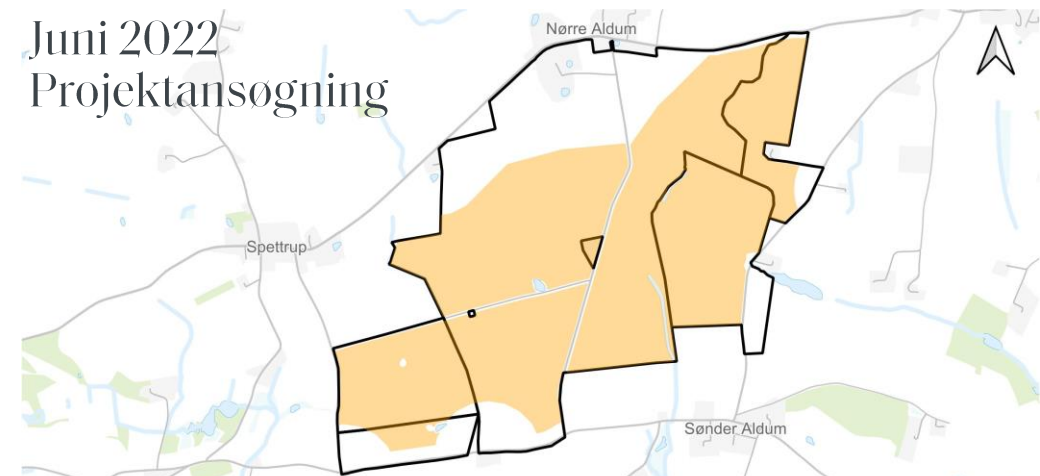 Juni 2022
Projektansøgning
Nørre Aldum
Spettrup
Sønder Aldum